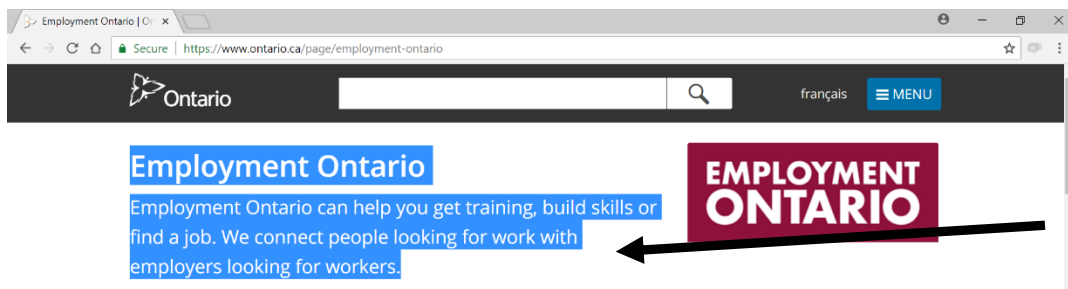 Employment Ontario | On
Secure | https://www.ontario.ca/page/employment-ontario
Ontario
français
MENU
Employment Ontario
EMPLOYMENT
ONTARIO
Employment Ontario can help you get training, build skills or
find a job. We connect people looking for work with
employers looking for workers.